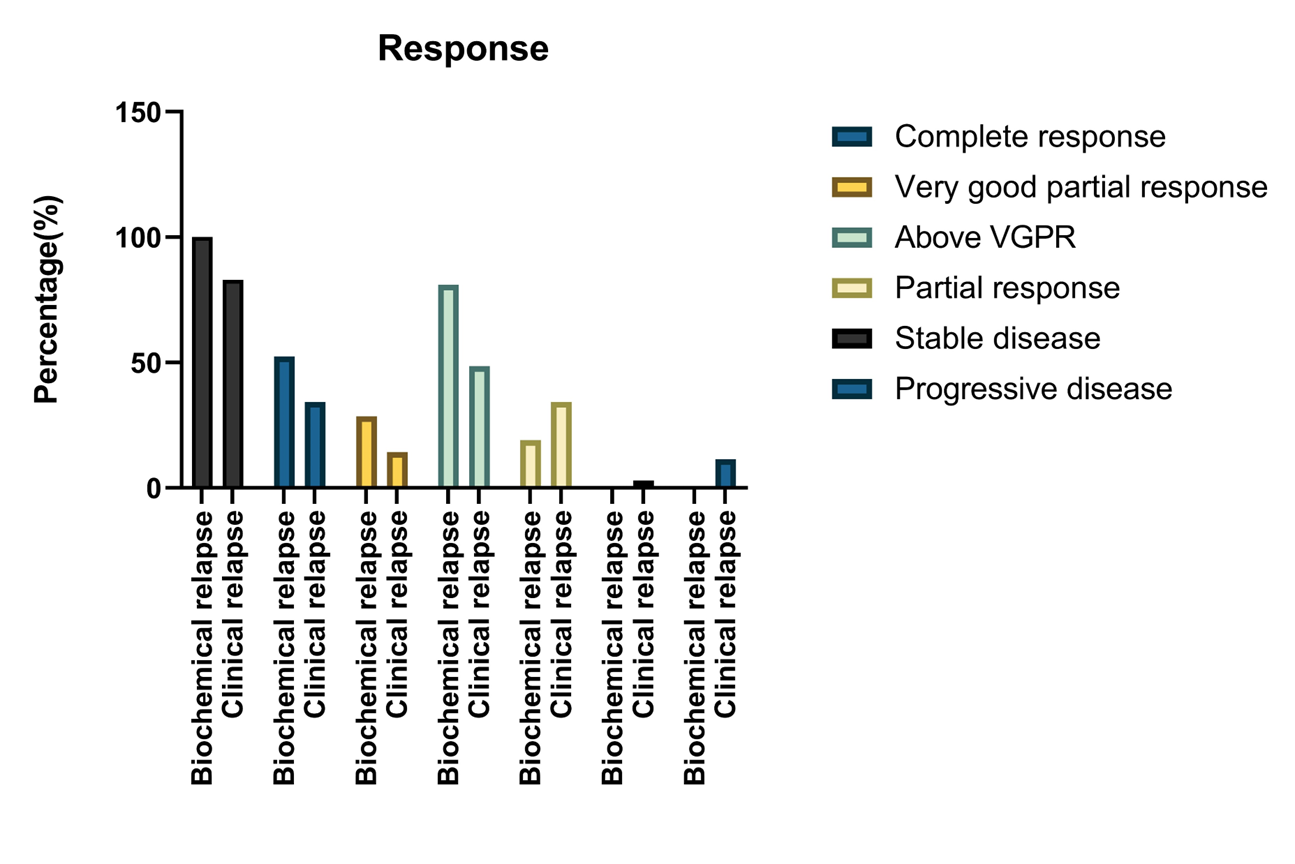 Response
Percentage(%)
150
100
50
0
Biochemical relapse
Clinical relapse
Biochemical relapse
Clinical relapse
Biochemical relapse
Clinical relapse
Biochemical relapse
Clinical relapse
Biochemical relapse
Clinical relapse
Biochemical relapse
Clinical relapse
Biochemical relapse
Clinical relapse
Complete response
Very good partial response
Above VGPR
Partial response
Stable disease
Progressive disease